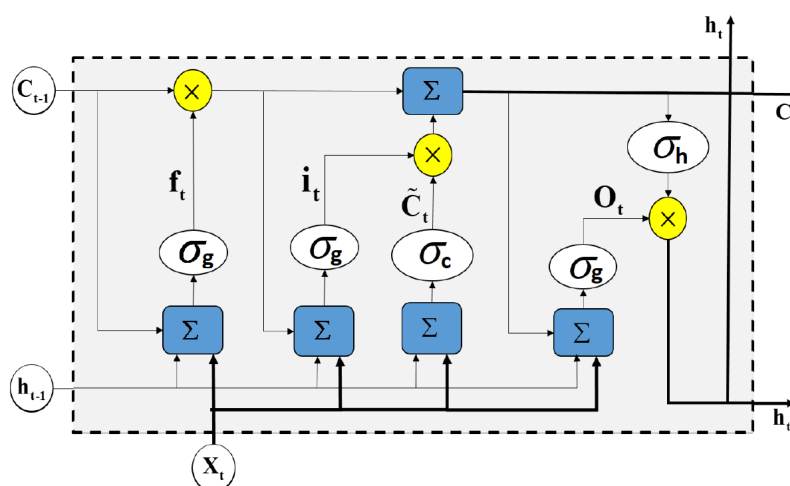 h_t
C_{t-1}
×
Σ
C
σ_h
×
f_t
i_t
C̃_t
O_t
×
σ_g
σ_g
σ_c
σ_g
Σ
Σ
Σ
Σ
h_{t-1}
h_t
X_t